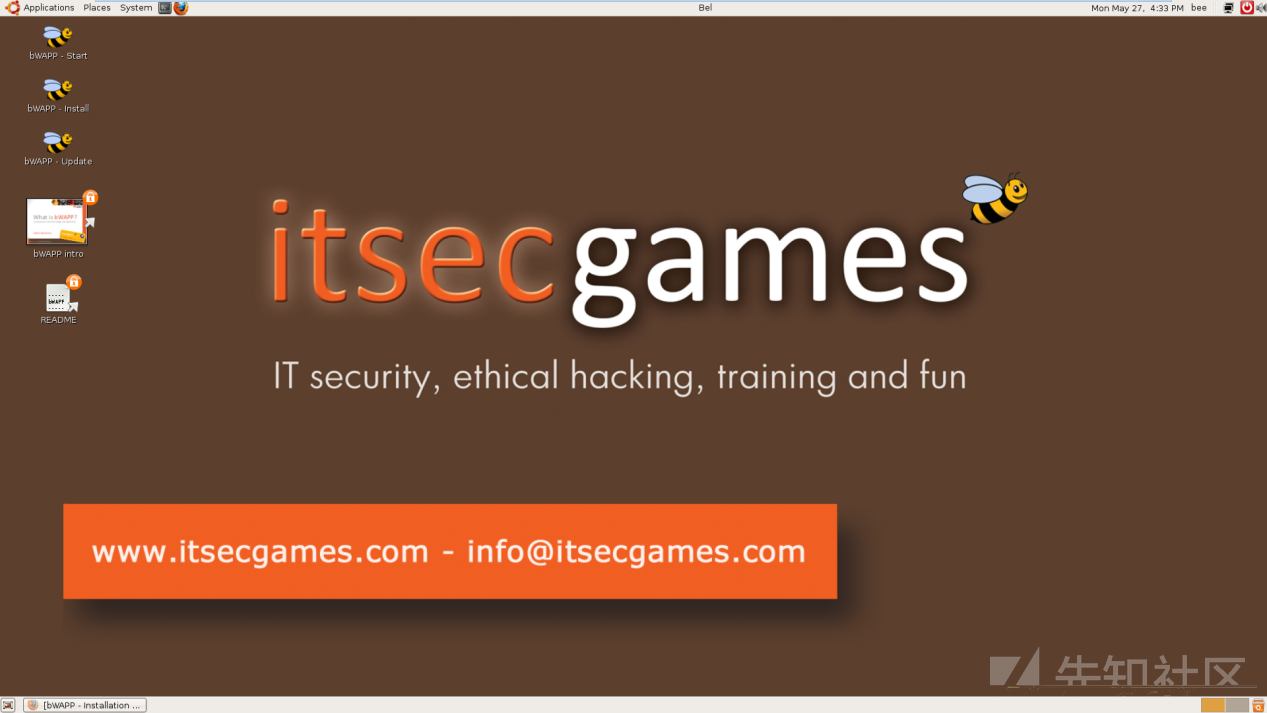 Applications Places System
Bel
Mon May 27, 4:33 PM bee
bWAPP - Start
bWAPP - Install
bWAPP - Update
What is bWAPP?
bWAPP intro
bWAPP
README
itsecgames
IT security, ethical hacking, training and fun
www.itsecgames.com - info@itsecgames.com
先知社区
[bWAPP - Installation ...